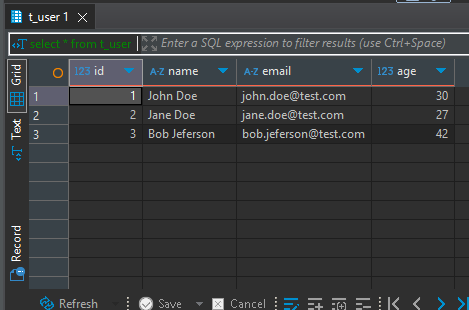 t_user 1
select * from t_user Enter a SQL expression to filter results (use Ctrl+Space)
Grid
Text
Record
123 id A-Z name A-Z email 123 age
1 1 John Doe john.doe@test.com 30
2 2 Jane Doe jane.doe@test.com 27
3 3 Bob Jeferson bob.jeferson@test.com 42
Refresh Save Cancel